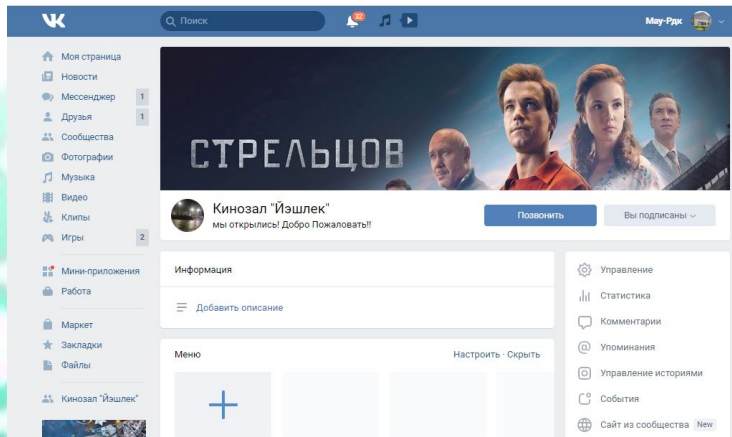 Поиск
32
Мау-Рдк
Моя страница
Новости
Мессенджер 1
Друзья 1
Сообщества
Фотографии
Музыка
Видео
Клипы
Игры 2
Мини-приложения
Работа
Маркет
Закладки
Файлы
Кинозал "Йэшлек"
СТРЕЛЬЦОВ
Кинозал "Йэшлек"
мы открылись! Добро Пожаловать!!
Позвонить
Вы подписаны
Информация
Добавить описание
Меню
Настроить · Скрыть
Управление
Статистика
Комментарии
Упоминания
Управление историями
События
Сайт из сообщества New